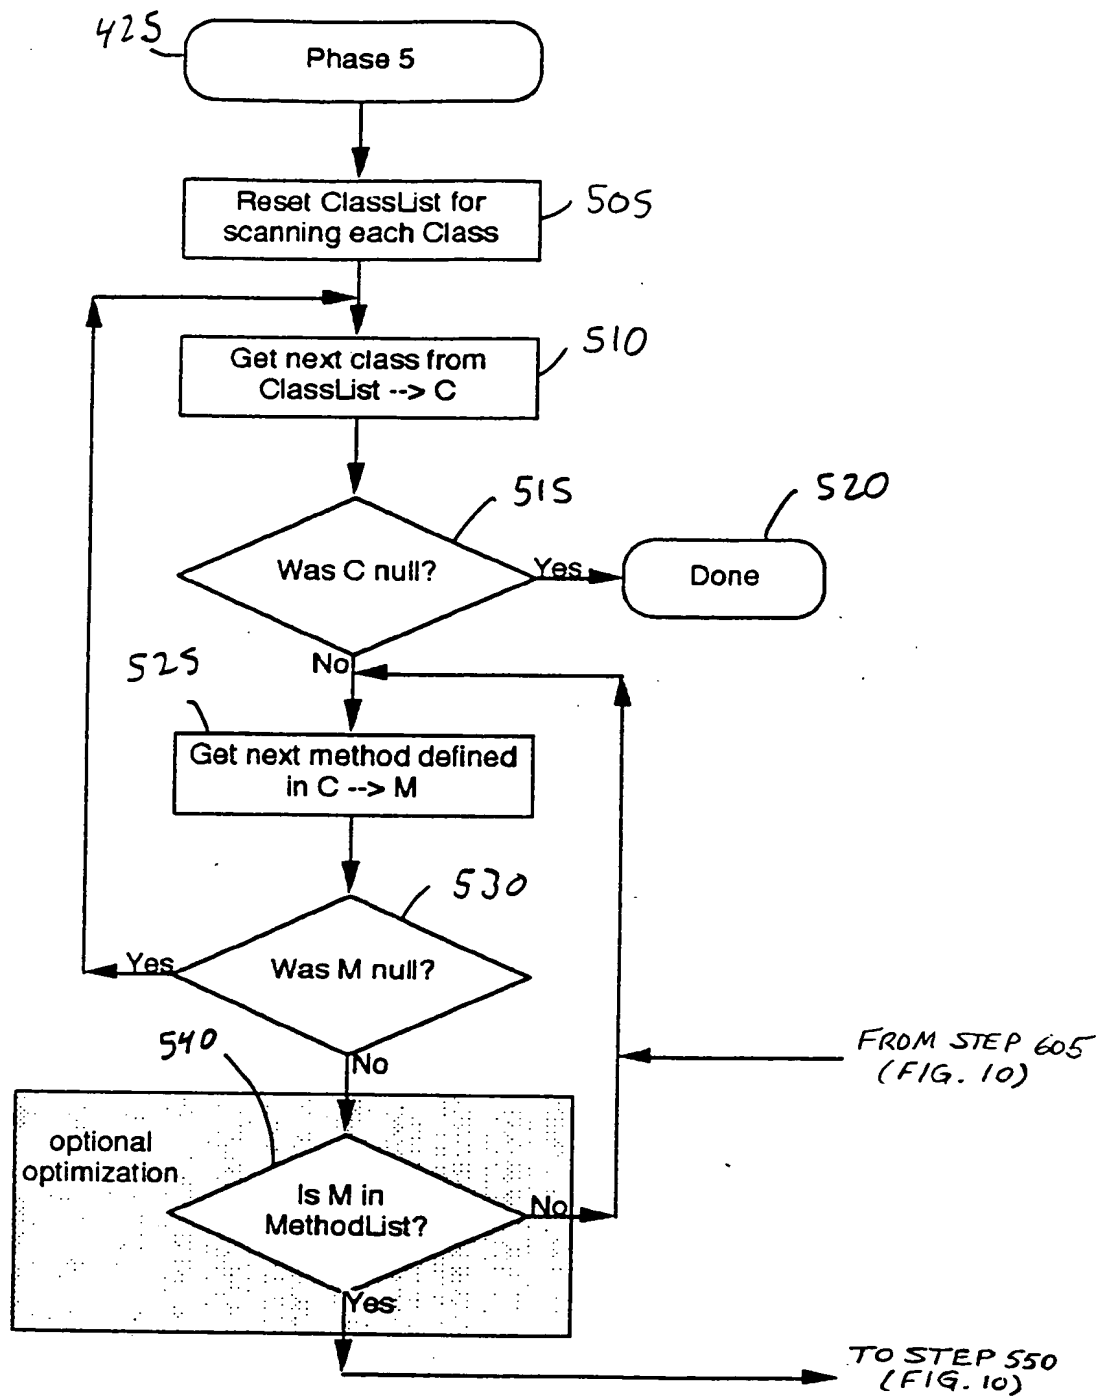 425
Phase 5
Reset ClassList for
scanning each Class
505
Get next class from
ClassList --> C
510
515
520
Was C null?
Yes
Done
No
525
Get next method defined
in C --> M
530
Was M null?
Yes
No
540
FROM STEP 605
(FIG. 10)
optional
optimization
Is M in
MethodList?
No
Yes
TO STEP 550
(FIG. 10)